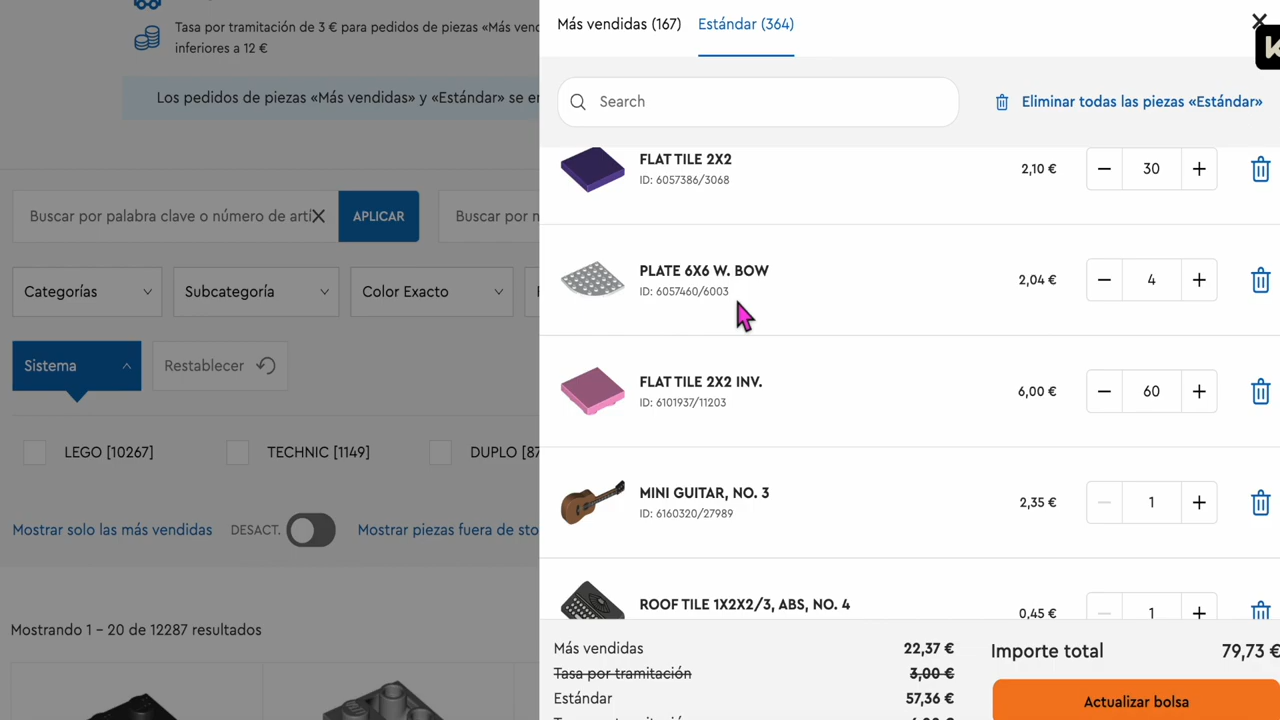 Tasa por tramitación de 3 € para pedidos de piezas «Más ven
inferiores a 12 €
Los pedidos de piezas «Más vendidas» y «Estándar» se en
Buscar por palabra clave o número de artí
APLICAR
Buscar por n
Categorías
Subcategoría
Color Exacto
Sistema
Restablecer
LEGO [10267]
TECHNIC [1149]
DUPLO [87
Mostrar solo las más vendidas
DESACT.
Mostrar piezas fuera de sto
Mostrando 1 – 20 de 12287 resultados
Más vendidas (167)
Estándar (364)
K
Search
Eliminar todas las piezas «Estándar»
FLAT TILE 2X2
ID: 6057386/3068
2,10 €
30
PLATE 6X6 W. BOW
ID: 6057460/6003
2,04 €
4
FLAT TILE 2X2 INV.
ID: 6101937/11203
6,00 €
60
MINI GUITAR, NO. 3
ID: 6160320/27989
2,35 €
1
ROOF TILE 1X2X2/3, ABS, NO. 4
0,45 €
1
Más vendidas
22,37 €
Tasa por tramitación
3,00 €
Estándar
57,36 €
Importe total
79,73 €
Actualizar bolsa